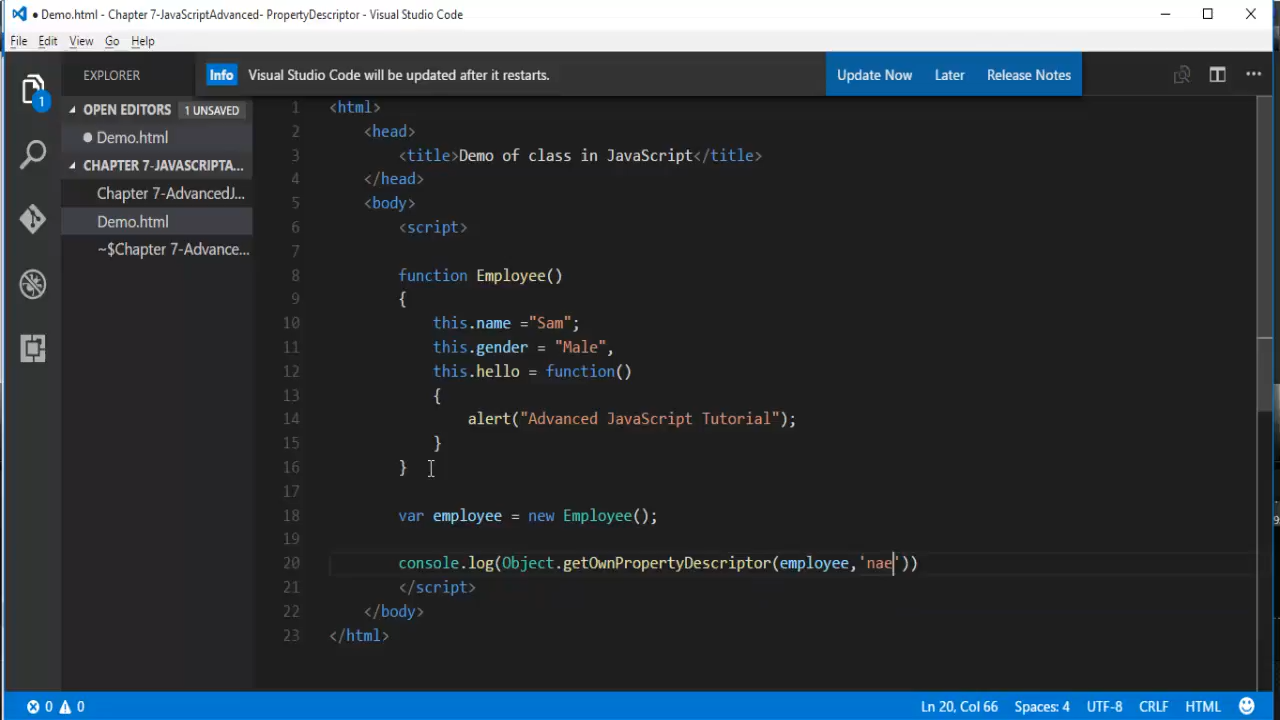 ● Demo.html - Chapter 7-JavaScriptAdvanced- PropertyDescriptor - Visual Studio Code
File Edit View Go Help
EXPLORER
Info Visual Studio Code will be updated after it restarts. Update Now Later Release Notes
OPEN EDITORS 1 UNSAVED
● Demo.html
CHAPTER 7-JAVASCRIPTA...
Chapter 7-AdvancedJ...
Demo.html
~$Chapter 7-Advance...
1
1 <html>
2 <head>
3 <title>Demo of class in JavaScript</title>
4 </head>
5 <body>
6 <script>
7
8 function Employee()
9 {
10 this.name ="Sam";
11 this.gender = "Male",
12 this.hello = function()
13 {
14 alert("Advanced JavaScript Tutorial");
15 }
16 }
17
18 var employee = new Employee();
19
20 console.log(Object.getOwnPropertyDescriptor(employee,'nae'))
21 </script>
22 </body>
23 </html>
0 0 Ln 20, Col 66 Spaces: 4 UTF-8 CRLF HTML